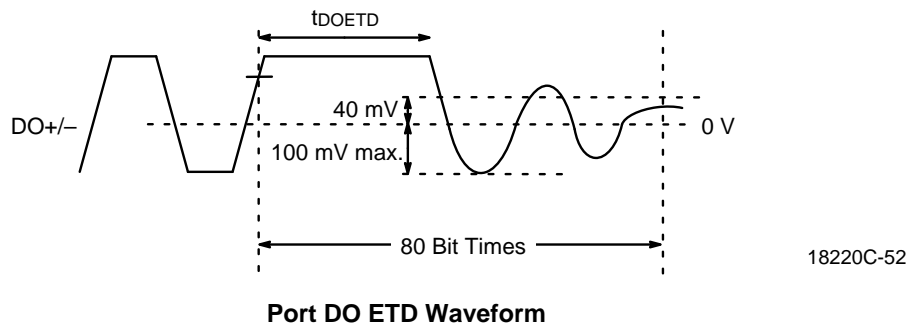 tDOETD
40 mV
DO+/–
0 V
100 mV max.
80 Bit Times
18220C-52
Port DO ETD Waveform